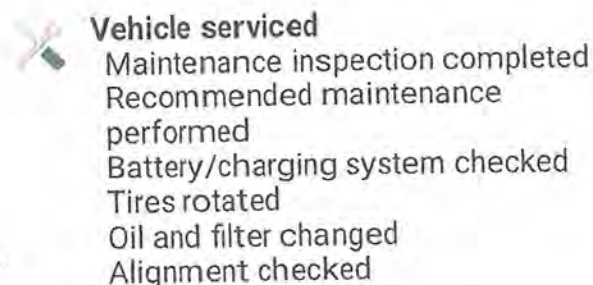 Vehicle serviced
Maintenance inspection completed
Recommended maintenance
performed
Battery/charging system checked
Tires rotated
Oil and filter changed
Alignment checked